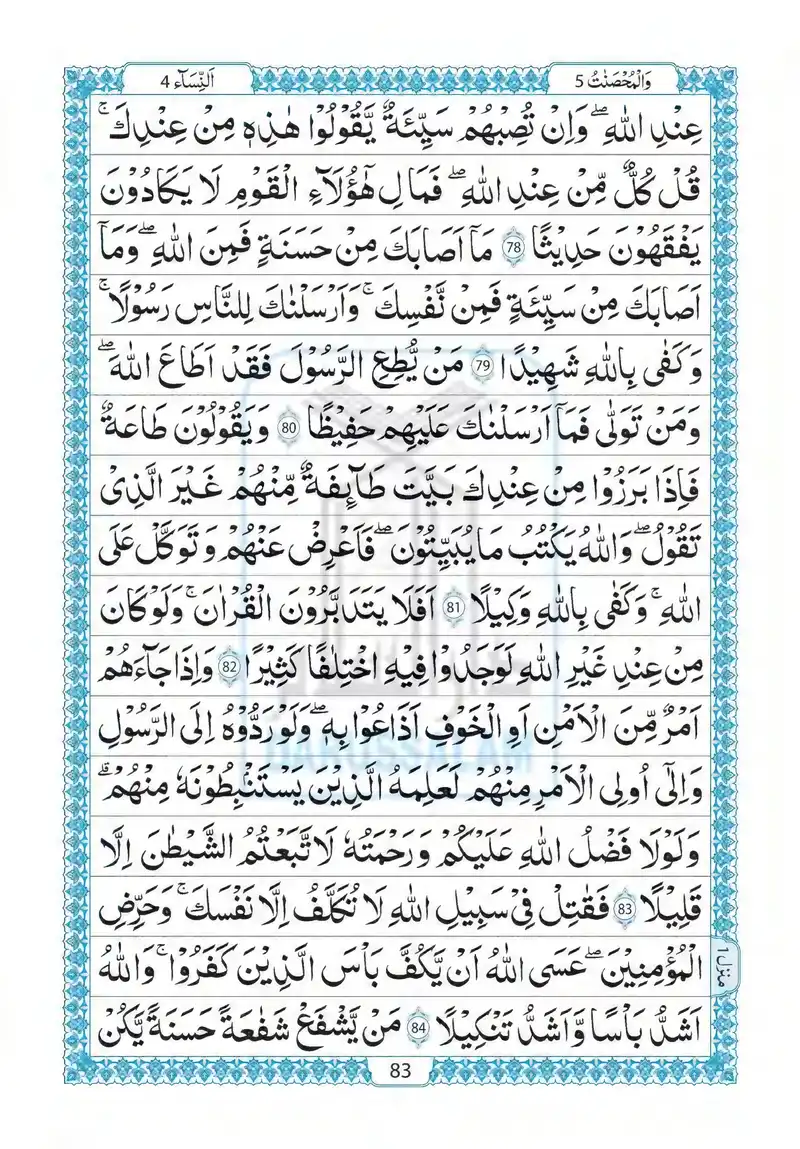 وَالْمُحْصَنٰتُ 5
اَلنِّسَآء 4
عِنْدِ اللّٰهِ ۖ وَاِنْ تُصِبْهُمْ سَيِّئَةٌ يَّقُوْلُوْا هٰذِهٖ مِنْ عِنْدِكَ ۚ
قُلْ كُلٌّ مِّنْ عِنْدِ اللّٰهِ ۖ فَمَالِ هٰٓؤُلَآءِ الْقَوْمِ لَا يَكَادُوْنَ
يَفْقَهُوْنَ حَدِيْثًا 78 مَآ اَصَابَكَ مِنْ حَسَنَةٍ فَمِنَ اللّٰهِ ۖ وَمَآ
اَصَابَكَ مِنْ سَيِّئَةٍ فَمِنْ نَّفْسِكَ ۚ وَاَرْسَلْنٰكَ لِلنَّاسِ رَسُوْلًا ۚ
وَكَفٰى بِاللّٰهِ شَهِيْدًا 79 مَنْ يُّطِعِ الرَّسُوْلَ فَقَدْ اَطَاعَ اللّٰهَ ۖ
وَمَنْ تَوَلّٰى فَمَآ اَرْسَلْنٰكَ عَلَيْهِمْ حَفِيْظًا 80 وَيَقُوْلُوْنَ طَاعَةٌ
فَاِذَا بَرَزُوْا مِنْ عِنْدِكَ بَيَّتَ طَآئِفَةٌ مِّنْهُمْ غَيْرَ الَّذِىْ
تَقُوْلُ ۖ وَاللّٰهُ يَكْتُبُ مَا يُبَيِّتُوْنَ ۖ فَاَعْرِضْ عَنْهُمْ وَتَوَكَّلْ عَلَى
اللّٰهِ ۚ وَكَفٰى بِاللّٰهِ وَكِيْلًا 81 اَفَلَا يَتَدَبَّرُوْنَ الْقُرْاٰنَ ۚ وَلَوْ كَانَ
مِنْ عِنْدِ غَيْرِ اللّٰهِ لَوَجَدُوْا فِيْهِ اخْتِلٰفًا كَثِيْرًا 82 وَاِذَا جَآءَهُمْ
اَمْرٌ مِّنَ الْاَمْنِ اَوِ الْخَوْفِ اَذَاعُوْا بِهٖ ۖ وَلَوْ رَدُّوْهُ اِلَى الرَّسُوْلِ
وَاِلٰٓى اُولِى الْاَمْرِ مِنْهُمْ لَعَلِمَهُ الَّذِيْنَ يَسْتَنْۢبِطُوْنَهٗ مِنْهُمْ ۗ
وَلَوْلَا فَضْلُ اللّٰهِ عَلَيْكُمْ وَرَحْمَتُهٗ لَاتَّبَعْتُمُ الشَّيْطٰنَ اِلَّا
قَلِيْلًا 83 فَقَاتِلْ فِىْ سَبِيْلِ اللّٰهِ لَا تُكَلَّفُ اِلَّا نَفْسَكَ ۚ وَحَرِّضِ
الْمُؤْمِنِيْنَ ۖ عَسَى اللّٰهُ اَنْ يَّكُفَّ بَاْسَ الَّذِيْنَ كَفَرُوْا ۚ وَاللّٰهُ
اَشَدُّ بَاْسًا وَّاَشَدُّ تَنْكِيْلًا 84 مَنْ يَّشْفَعْ شَفَاعَةً حَسَنَةً يَّكُنْ
منزل 1
83
DARUSSALAM